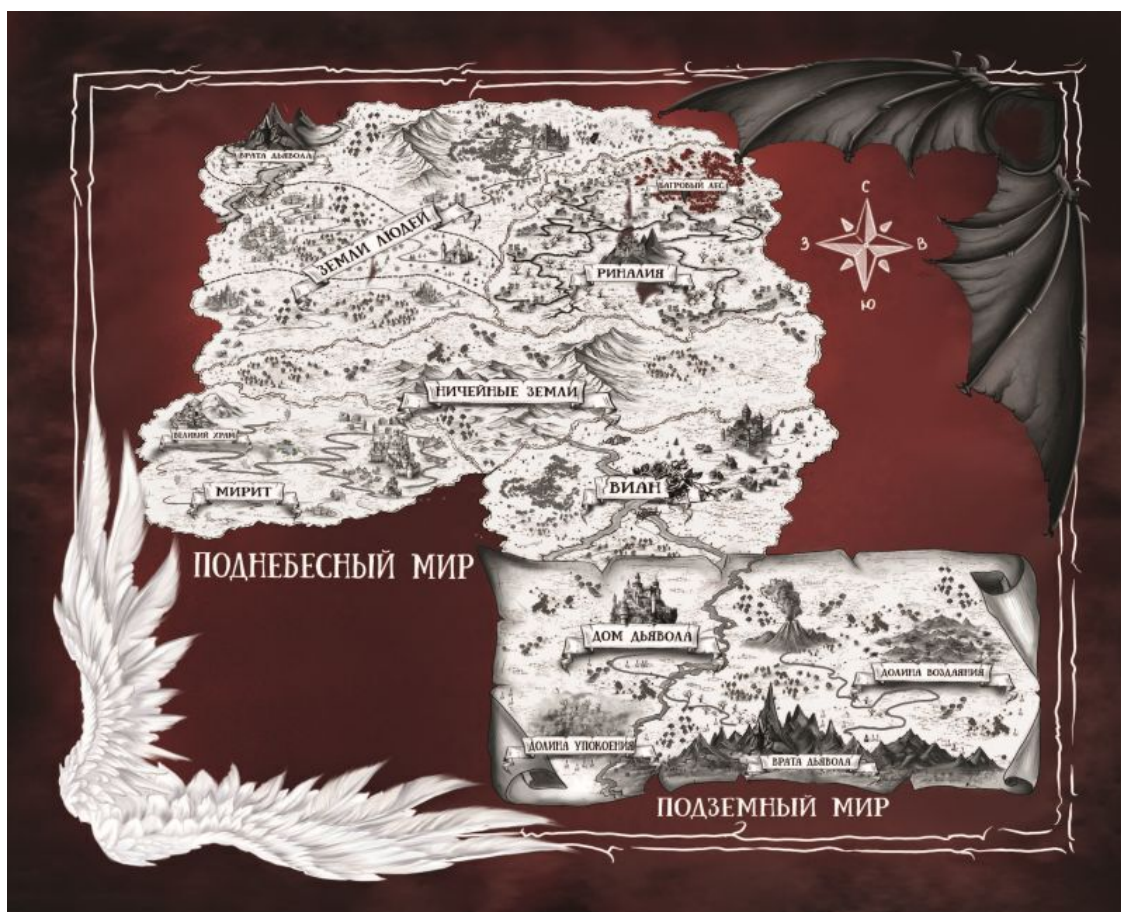 ВРАТА ДЬЯВОЛА
БАГРОВЫЙ ЛЕС
С
ЗЕМЛИ ЛЮДЕЙ
З
В
РИНАЛИЯ
Ю
НИЧЕЙНЫЕ ЗЕМЛИ
ВЕЛИКИЙ ХРАМ
МИРИТ
ВИАН
ПОДНЕБЕСНЫЙ МИР
ДОМ ДЬЯВОЛА
ДОЛИНА ВОЗДАЯНИЯ
ДОЛИНА УПОКОЕНИЯ
ВРАТА ДЬЯВОЛА
ПОДЗЕМНЫЙ МИР